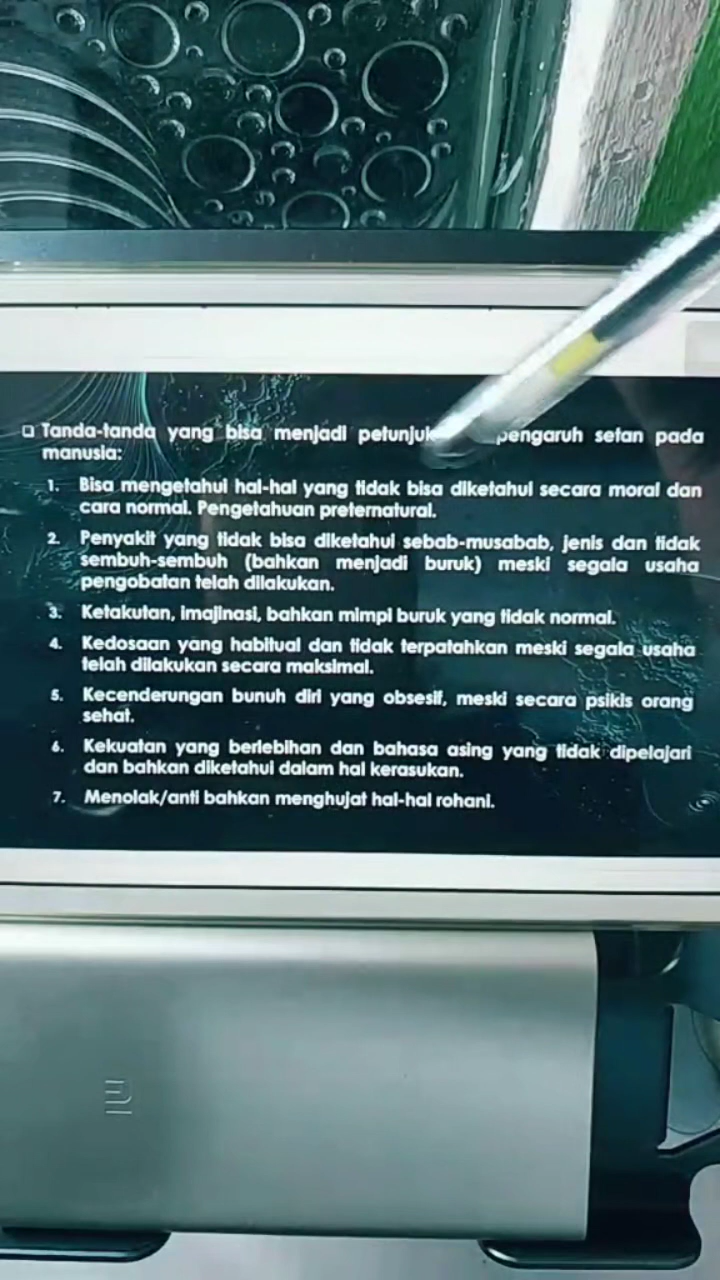 ❑ Tanda-tanda yang bisa menjadi petunjuk pengaruh setan pada
manusia:
1. Bisa mengetahui hal-hal yang tidak bisa diketahui secara moral dan
cara normal. Pengetahuan preternatural.
2. Penyakit yang tidak bisa diketahui sebab-musabab, jenis dan tidak
sembuh-sembuh (bahkan menjadi buruk) meski segala usaha
pengobatan telah dilakukan.
3. Ketakutan, imajinasi, bahkan mimpi buruk yang tidak normal.
4. Kedosaan yang habitual dan tidak terpatahkan meski segala usaha
telah dilakukan secara maksimal.
5. Kecenderungan bunuh diri yang obsesif, meski secara psikis orang
sehat.
6. Kekuatan yang berlebihan dan bahasa asing yang tidak dipelajari
dan bahkan diketahui dalam hal kerasukan.
7. Menolak/anti bahkan menghujat hal-hal rohani.